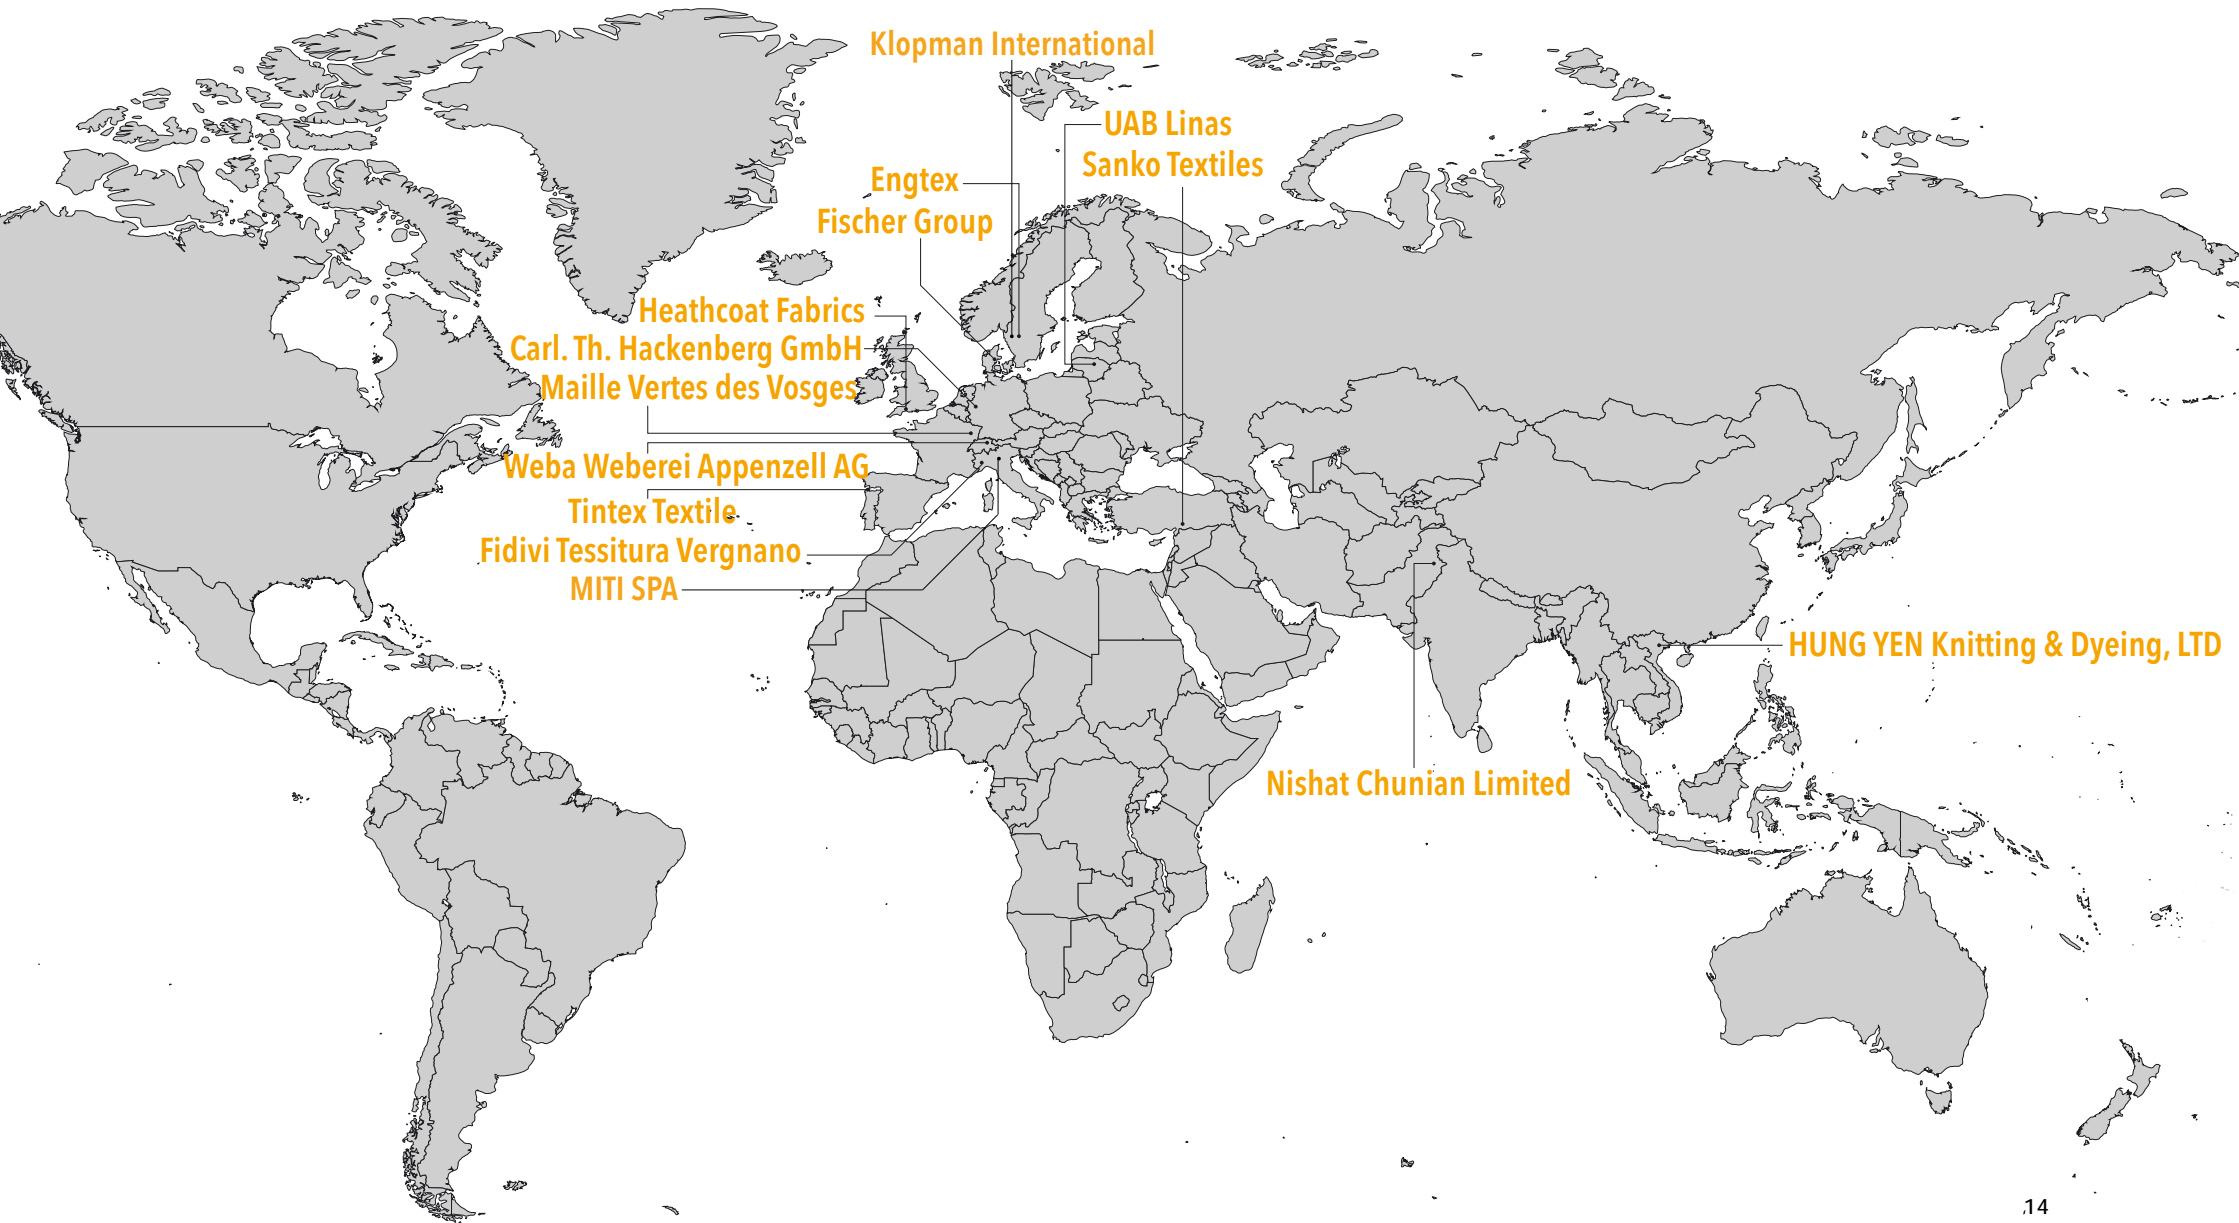 Klopman International
UAB Linas
Sanko Textiles
Engtex
Fischer Group
Heathcoat Fabrics
Carl. Th. Hackenberg GmbH
Maille Vertes des Vosges
Weba Weberei Appenzell AG
Tintex Textile
Fidivi Tessitura Vergnano
MITI SPA
HUNG YEN Knitting & Dyeing, LTD
Nishat Chunian Limited
14